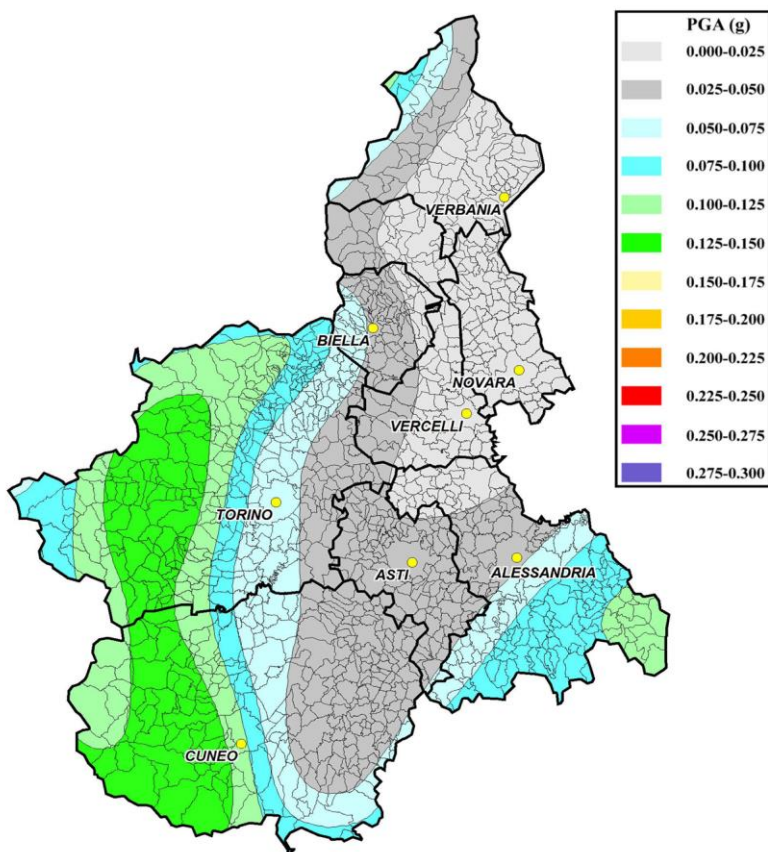 PGA (g)
0.000-0.025
0.025-0.050
0.050-0.075
0.075-0.100
0.100-0.125
0.125-0.150
0.150-0.175
0.175-0.200
0.200-0.225
0.225-0.250
0.250-0.275
0.275-0.300
VERBANIA
BIELLA
NOVARA
VERCELLI
TORINO
ASTI
ALESSANDRIA
CUNEO